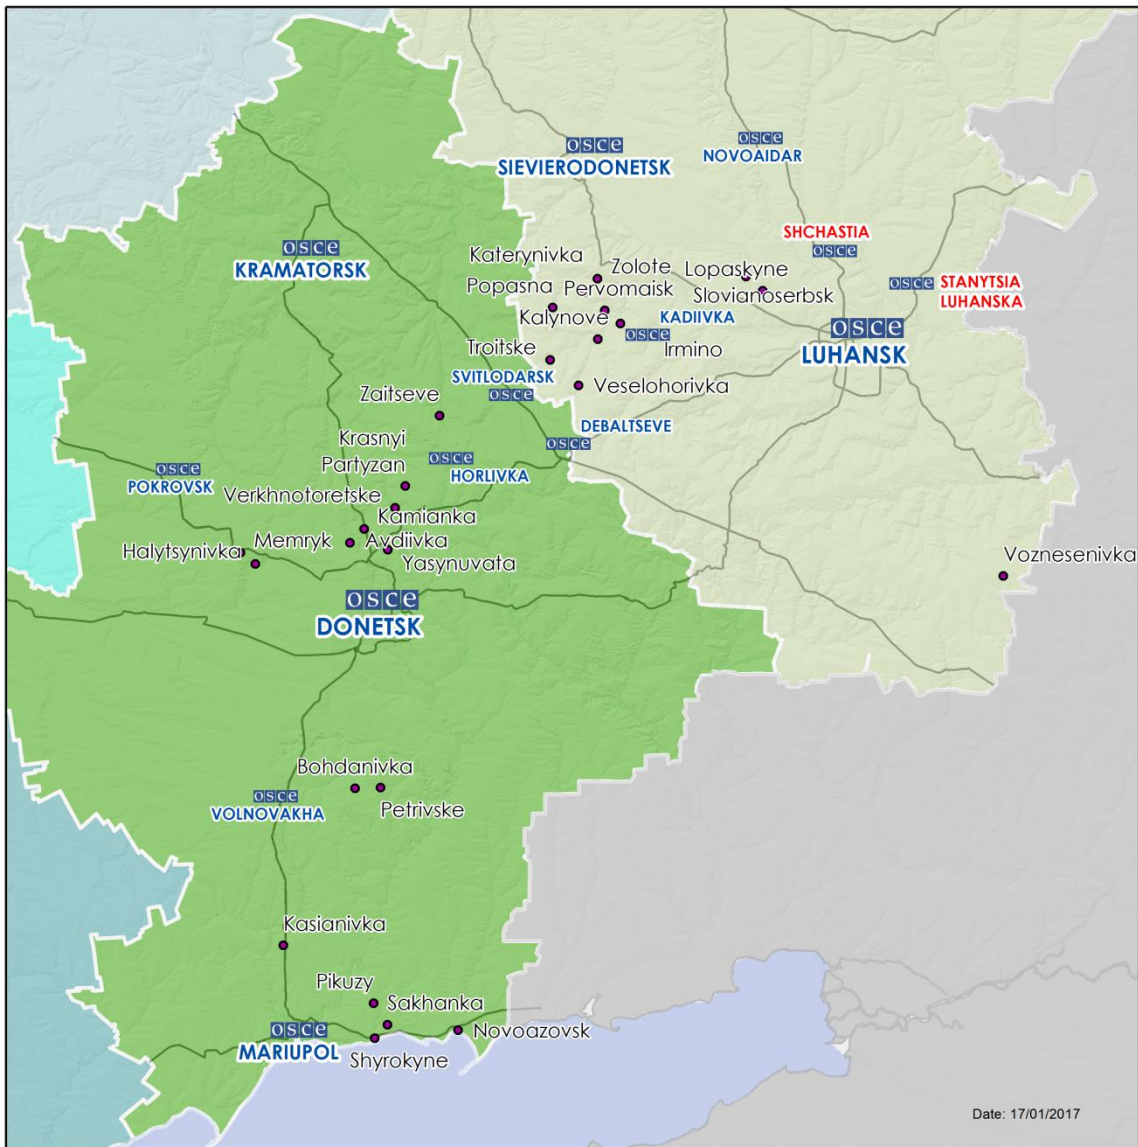 osce
SIEVIERODONETSK
osce
NOVOAIDAR
SHCHASTIA
osce
osce
KRAMATORSK
Katerynivka
Zolote
Lopaskyne
osce
STANYTSIA
LUHANSKA
Popasna
Pervomaisk
Slovianoserbsk
Kalynove
KADIIVKA
osce
osce
LUHANSK
Troitske
Irmino
SVITLODARSK
osce
Veselohorivka
Zaitseve
DEBALTSEVE
osce
Krasnyi
Partyzan
osce
HORLIVKA
osce
POKROVSK
Verkhnotoretske
Kamianka
Halytsynivka
Memryk
Avdiivka
Yasynuvata
Voznesenivka
osce
DONETSK
Bohdanivka
osce
VOLNOVAKHA
Petrivske
Kasianivka
Pikuzy
Sakhanka
osce
MARIUPOL
Novoazovsk
Shyrokyne
Date: 17/01/2017